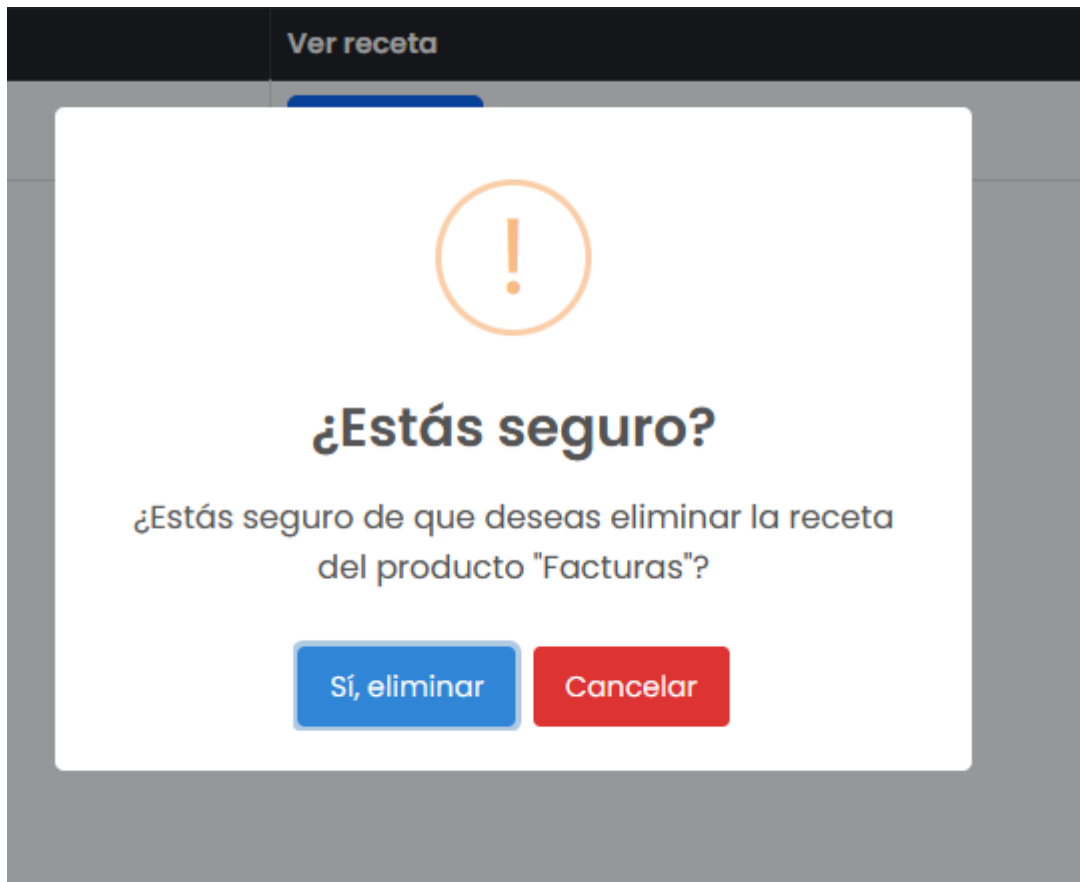 Ver receta
!
¿Estás seguro?
¿Estás seguro de que deseas eliminar la receta
del producto "Facturas"?
Sí, eliminar
Cancelar